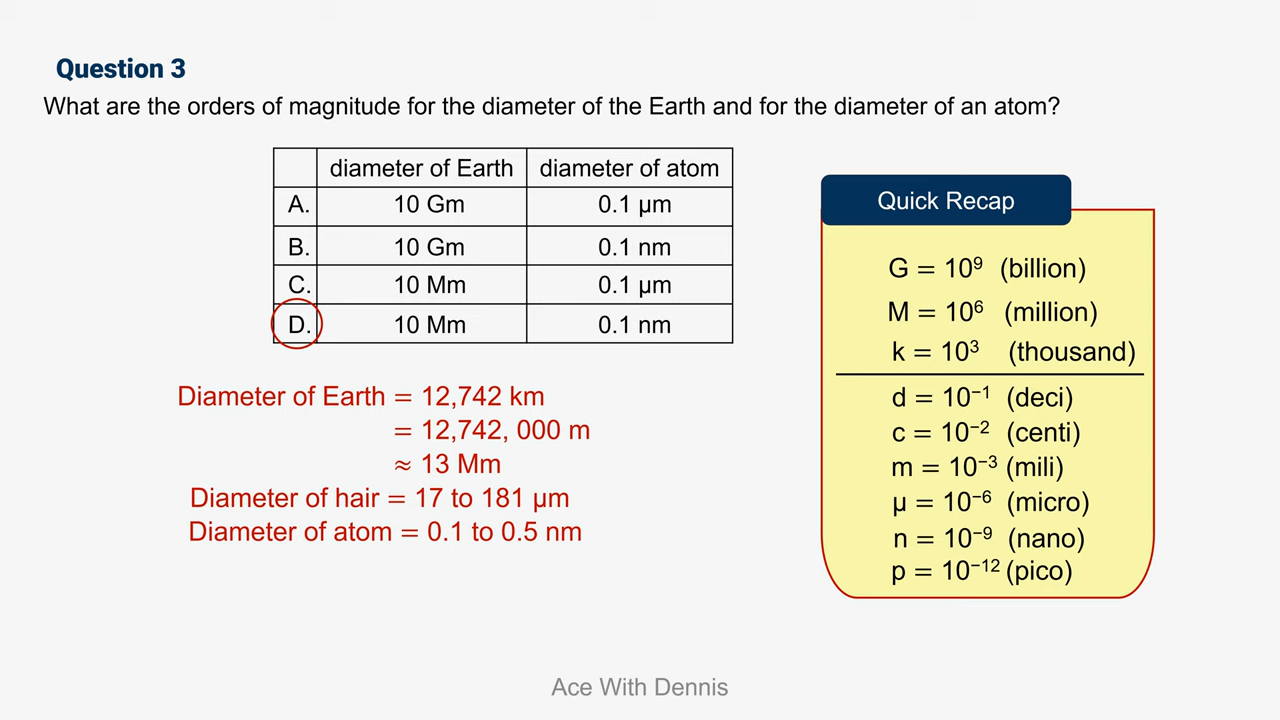 Question 3
What are the orders of magnitude for the diameter of the Earth and for the diameter of an atom?
diameter of Earth diameter of atom
A. 10 Gm 0.1 μm
B. 10 Gm 0.1 nm
C. 10 Mm 0.1 μm
D. 10 Mm 0.1 nm
Diameter of Earth = 12,742 km
= 12,742, 000 m
≈ 13 Mm
Diameter of hair = 17 to 181 μm
Diameter of atom = 0.1 to 0.5 nm
Quick Recap
G = 10⁹ (billion)
M = 10⁶ (million)
k = 10³ (thousand)
d = 10⁻¹ (deci)
c = 10⁻² (centi)
m = 10⁻³ (mili)
μ = 10⁻⁶ (micro)
n = 10⁻⁹ (nano)
p = 10⁻¹² (pico)
Ace With Dennis